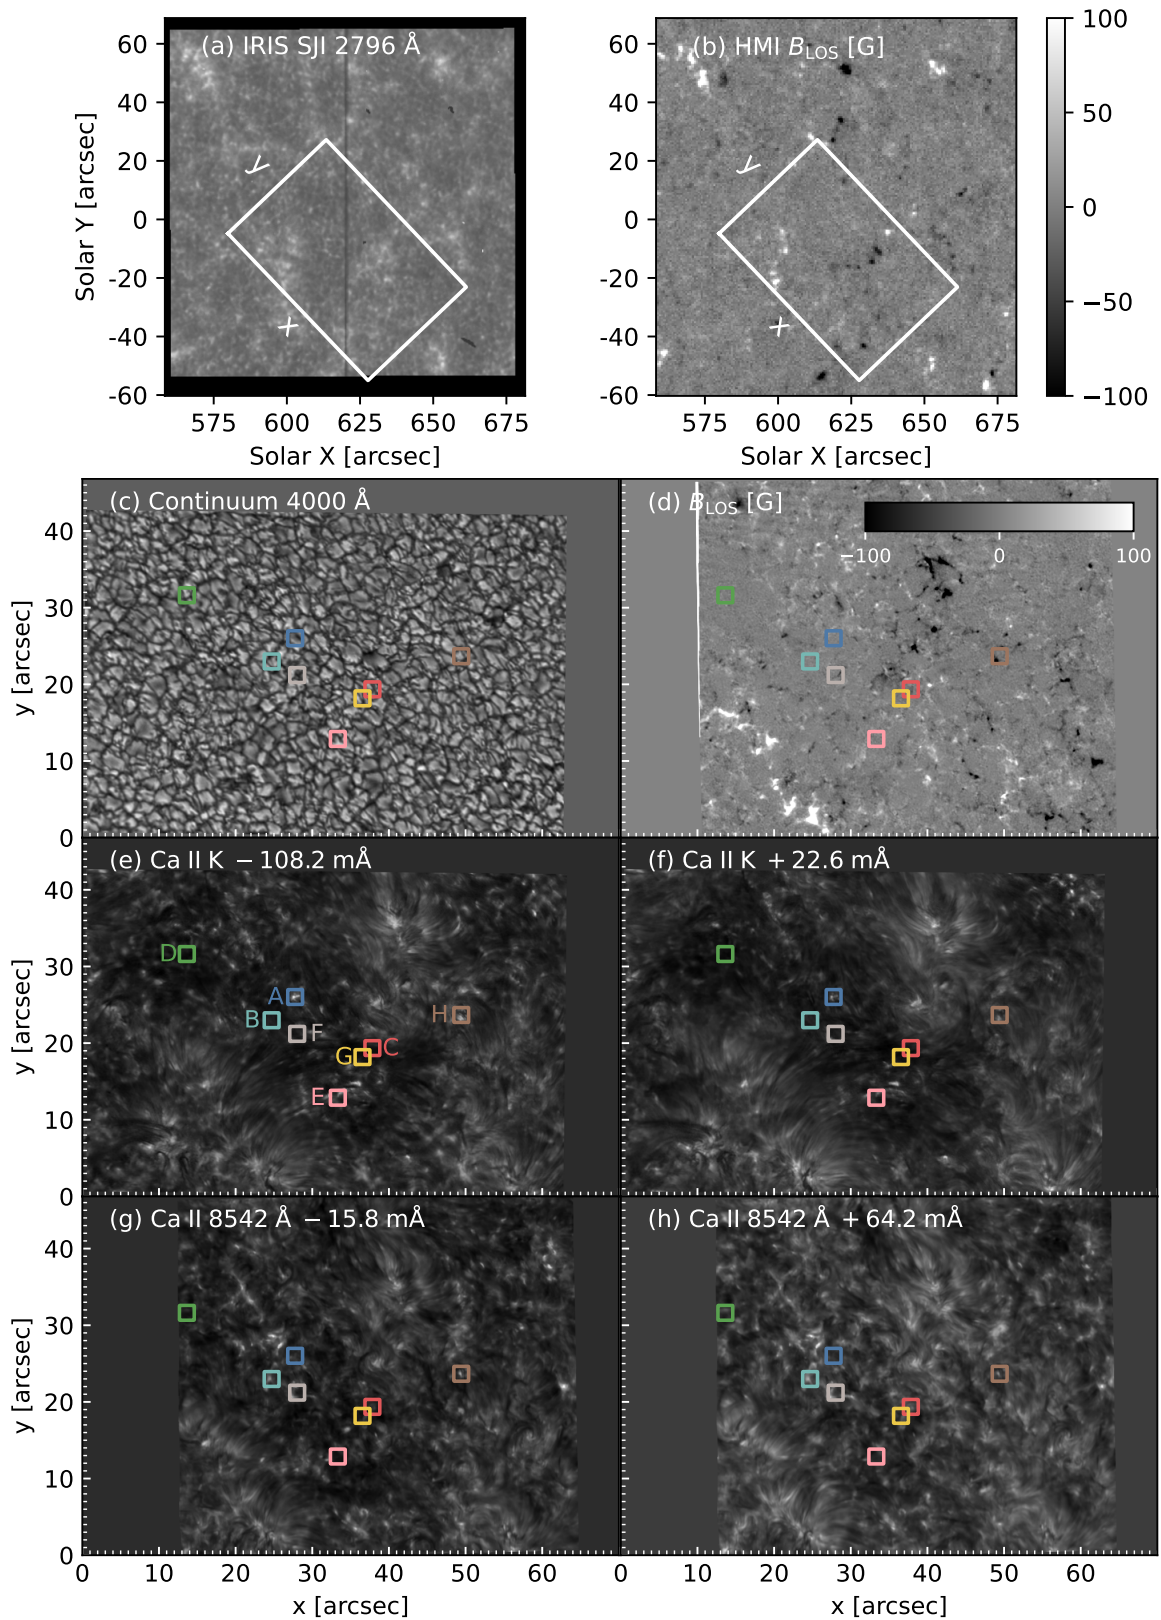 (a) IRIS SJI 2796 Å
(b) HMI B_LOS [G]
60
40
20
0
-20
-40
-60
Solar Y [arcsec]
y
x
575 600 625 650 675
Solar X [arcsec]
60
40
20
0
-20
-40
-60
y
x
575 600 625 650 675
Solar X [arcsec]
100
50
0
−50
−100
(c) Continuum 4000 Å
(d) B_LOS [G]
−100 0 100
40
30
20
10
0
y [arcsec]
(e) Ca II K − 108.2 mÅ
(f) Ca II K + 22.6 mÅ
40
30
20
10
0
y [arcsec]
D
A
B
F
H
G
C
E
(g) Ca II 8542 Å − 15.8 mÅ
(h) Ca II 8542 Å + 64.2 mÅ
40
30
20
10
0
y [arcsec]
0 10 20 30 40 50 60
x [arcsec]
0 10 20 30 40 50 60
x [arcsec]